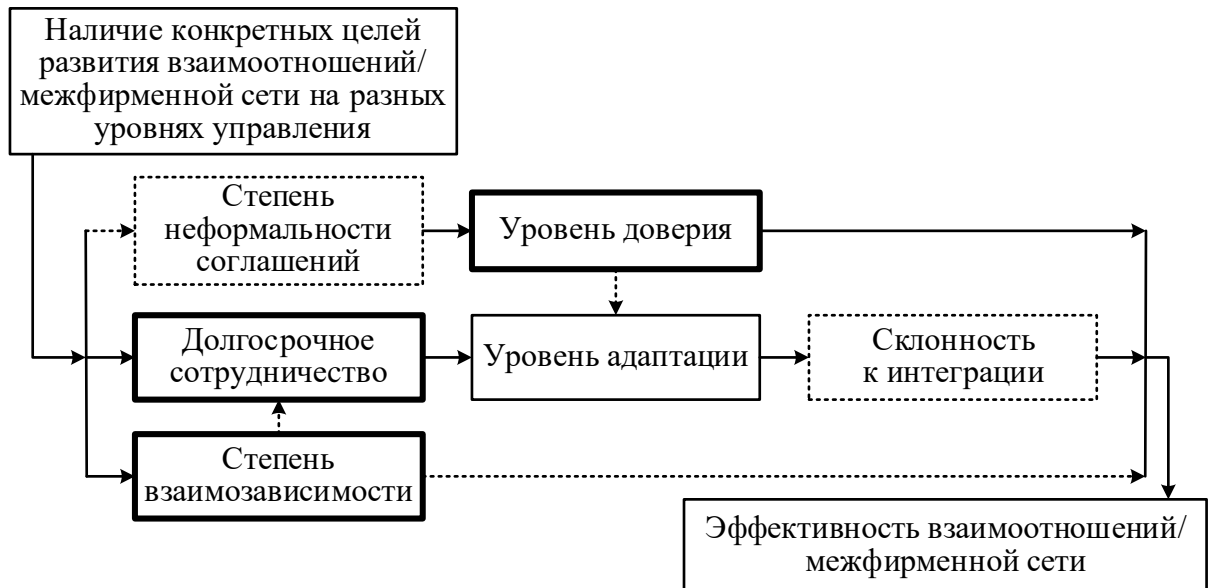 Наличие конкретных целей
развития взаимоотношений/
межфирменной сети на разных
уровнях управления
Степень
неформальности
соглашений
Уровень доверия
Долгосрочное
сотрудничество
Уровень адаптации
Склонность
к интеграции
Степень
взаимозависимости
Эффективность взаимоотношений/
межфирменной сети